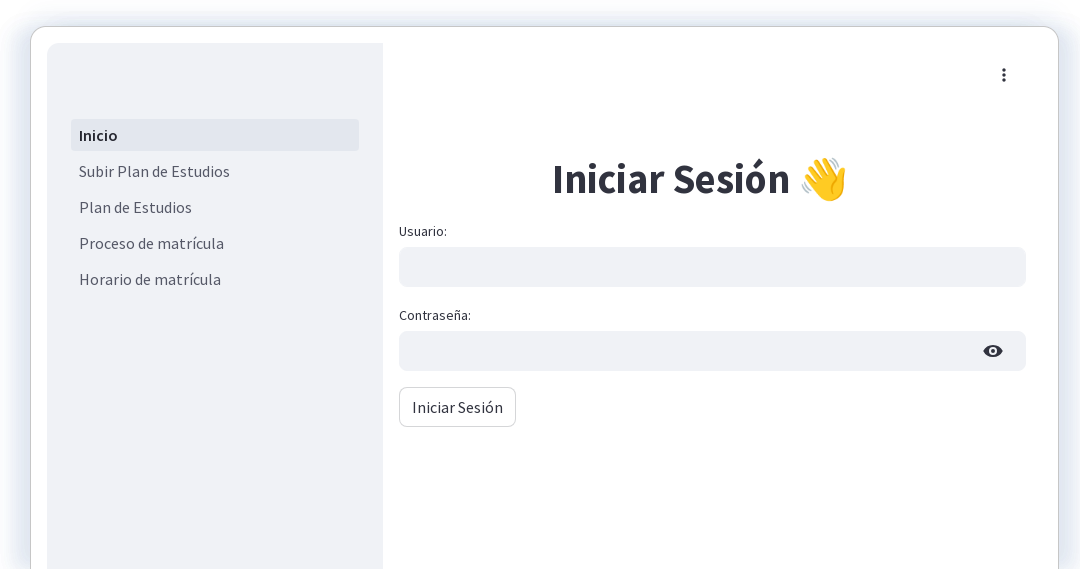 Inicio
Subir Plan de Estudios
Plan de Estudios
Proceso de matrícula
Horario de matrícula
Iniciar Sesión 👋
Usuario:
Contraseña:
Iniciar Sesión